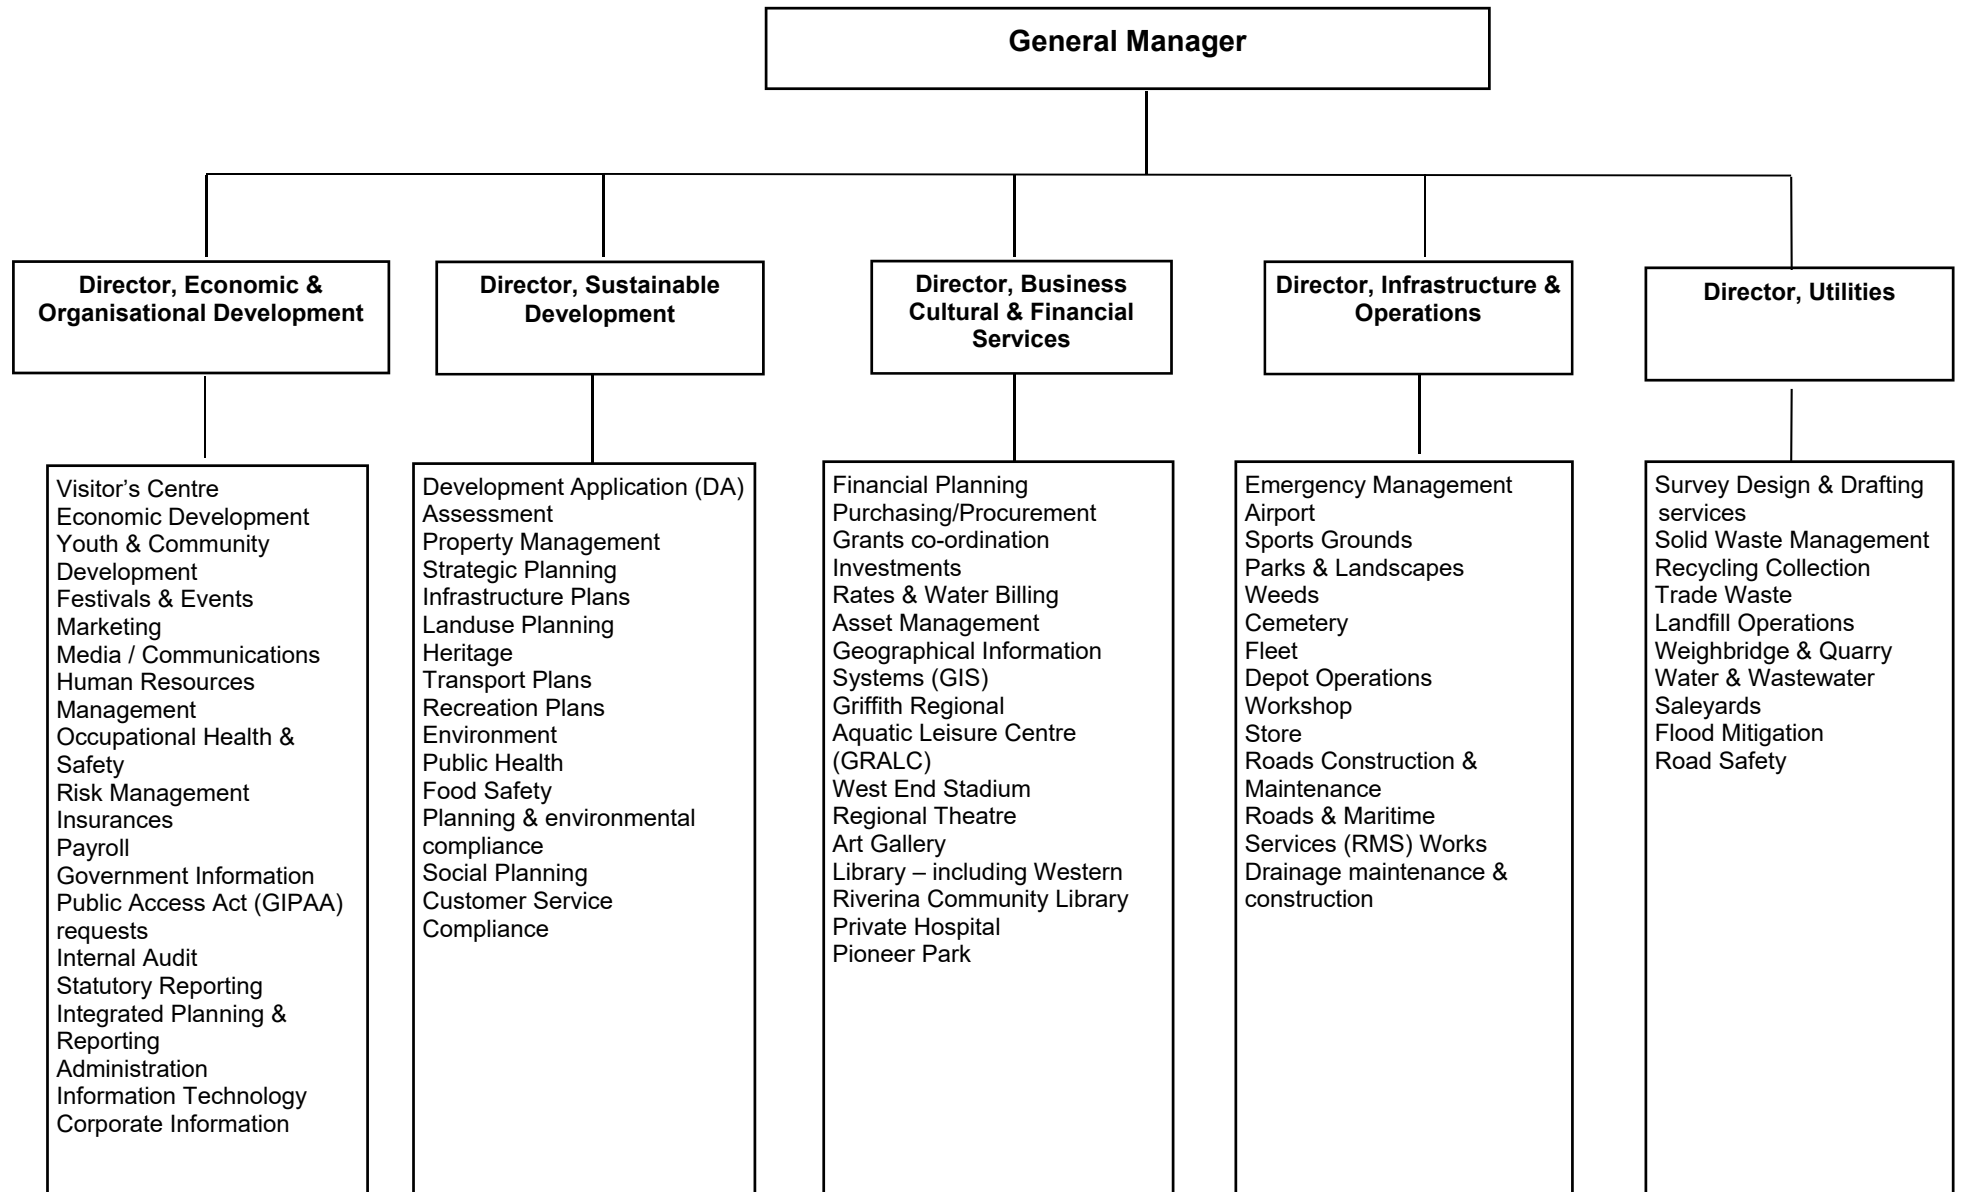 General Manager
Director, Economic &
Organisational Development
Director, Sustainable
Development
Director, Business
Cultural & Financial
Services
Director, Infrastructure &
Operations
Director, Utilities
Visitor’s Centre
Economic Development
Youth & Community
Development
Festivals & Events
Marketing
Media / Communications
Human Resources
Management
Occupational Health &
Safety
Risk Management
Insurances
Payroll
Government Information
Public Access Act (GIPAA)
requests
Internal Audit
Statutory Reporting
Integrated Planning &
Reporting
Administration
Information Technology
Corporate Information
Development Application (DA)
Assessment
Property Management
Strategic Planning
Infrastructure Plans
Landuse Planning
Heritage
Transport Plans
Recreation Plans
Environment
Public Health
Food Safety
Planning & environmental
compliance
Social Planning
Customer Service
Compliance
Financial Planning
Purchasing/Procurement
Grants co-ordination
Investments
Rates & Water Billing
Asset Management
Geographical Information
Systems (GIS)
Griffith Regional
Aquatic Leisure Centre
(GRALC)
West End Stadium
Regional Theatre
Art Gallery
Library – including Western
Riverina Community Library
Private Hospital
Pioneer Park
Emergency Management
Airport
Sports Grounds
Parks & Landscapes
Weeds
Cemetery
Fleet
Depot Operations
Workshop
Store
Roads Construction &
Maintenance
Roads & Maritime
Services (RMS) Works
Drainage maintenance &
construction
Survey Design & Drafting
services
Solid Waste Management
Recycling Collection
Trade Waste
Landfill Operations
Weighbridge & Quarry
Water & Wastewater
Saleyards
Flood Mitigation
Road Safety